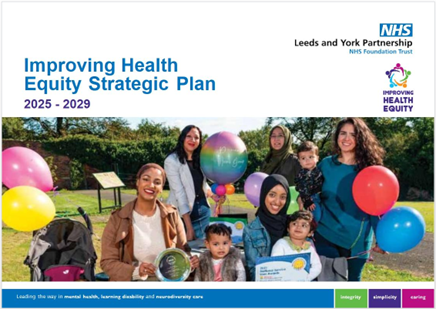 NHS
Leeds and York Partnership
NHS Foundation Trust
Improving Health
Equity Strategic Plan
2025 - 2029
IMPROVING
HEALTH
EQUITY
Leading the way in mental health, learning disability and neurodiversity care
integrity
simplicity
caring